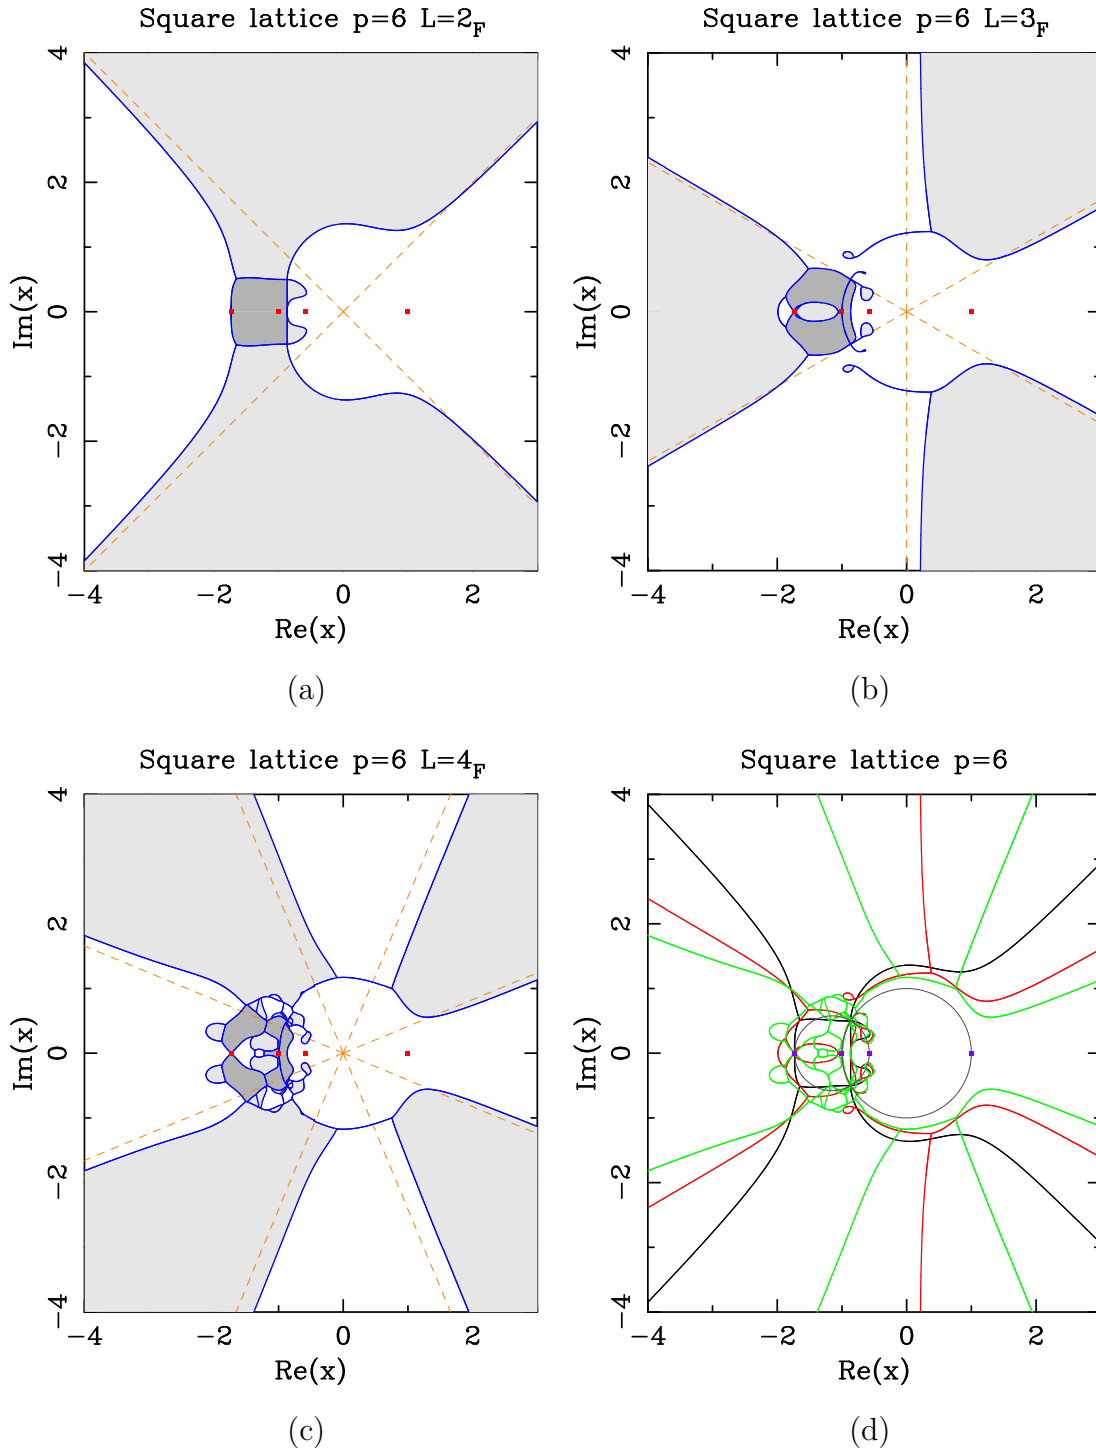 Square lattice p=6 L=2F
Square lattice p=6 L=3F
4
2
0
−2
−4
Im(x)
−4 −2 0 2
Re(x)
(a)
4
2
0
−2
−4
Im(x)
−4 −2 0 2
Re(x)
(b)
Square lattice p=6 L=4F
Square lattice p=6
4
2
0
−2
−4
Im(x)
−4 −2 0 2
Re(x)
(c)
4
2
0
−2
−4
Im(x)
−4 −2 0 2
Re(x)
(d)